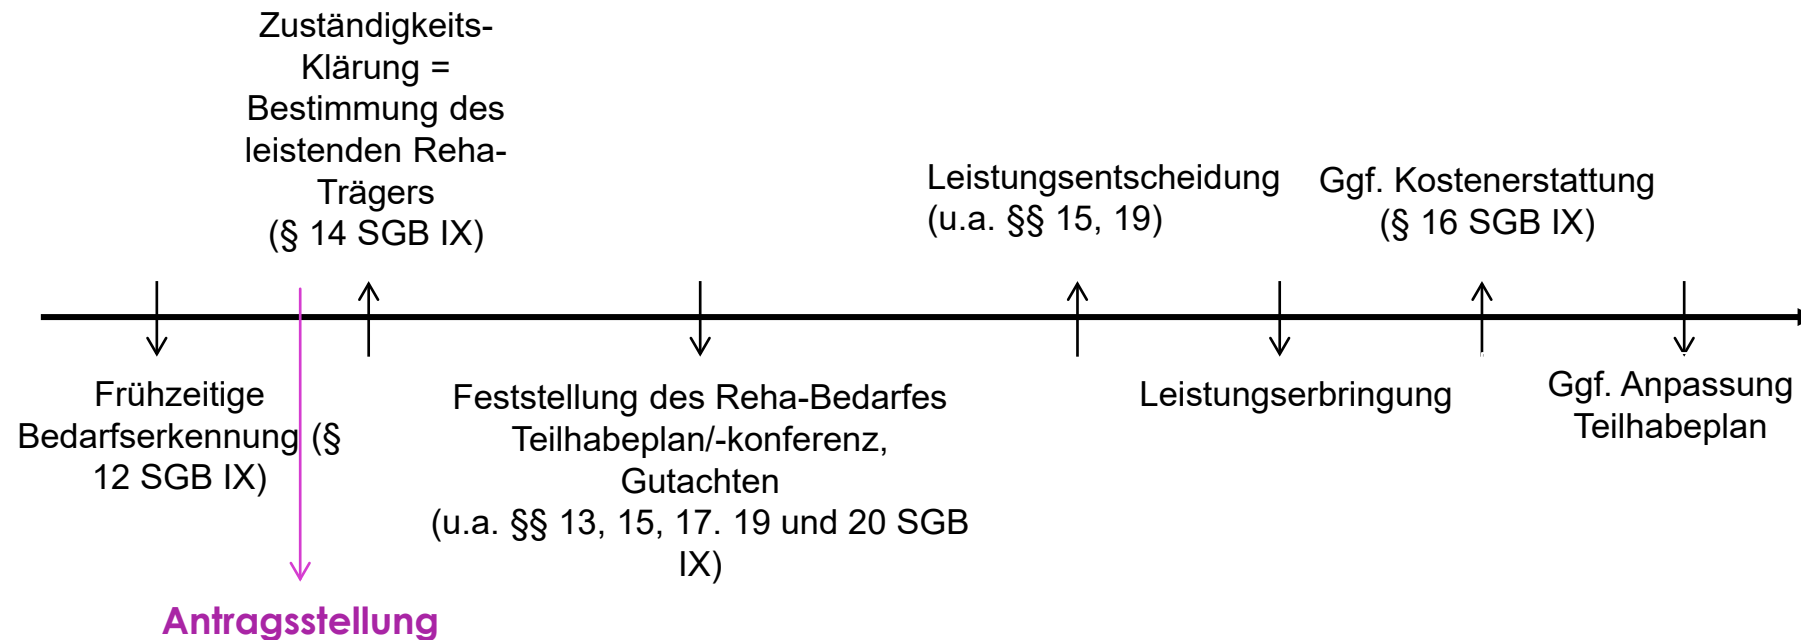 Zuständigkeits-
Klärung =
Bestimmung des
leistenden Reha-
Trägers
(§ 14 SGB IX)
Leistungsentscheidung
(u.a. §§ 15, 19)
Ggf. Kostenerstattung
(§ 16 SGB IX)
Frühzeitige
Bedarfserkennung (§
12 SGB IX)
Feststellung des Reha-Bedarfes
Teilhabeplan/-konferenz,
Gutachten
(u.a. §§ 13, 15, 17. 19 und 20 SGB
IX)
Leistungserbringung
Ggf. Anpassung
Teilhabeplan
Antragsstellung